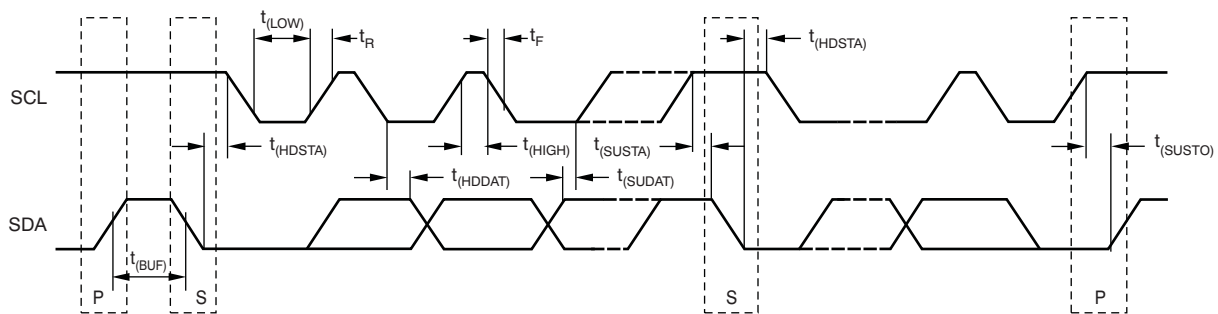 t(LOW)
tR
tF
t(HDSTA)
SCL
t(HDSTA)
t(HIGH)
t(SUSTA)
t(SUSTO)
t(HDDAT)
t(SUDAT)
SDA
t(BUF)
P
S
S
P